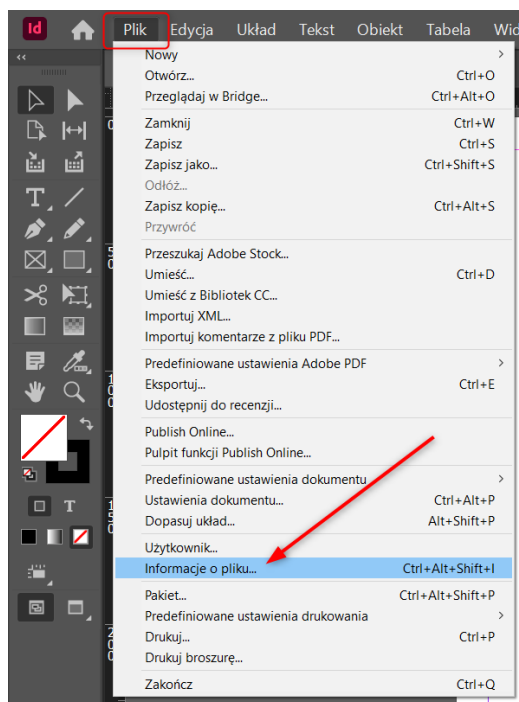 Id Plik Edycja Układ Tekst Obiekt Tabela Wid
Nowy
Otwórz... Ctrl+O
Przeglądaj w Bridge... Ctrl+Alt+O
Zamknij Ctrl+W
Zapisz Ctrl+S
Zapisz jako... Ctrl+Shift+S
Odłóż...
Zapisz kopię... Ctrl+Alt+S
Przywróć
Przeszukaj Adobe Stock...
Umieść... Ctrl+D
Umieść z Bibliotek CC...
Importuj XML...
Importuj komentarze z pliku PDF...
Predefiniowane ustawienia Adobe PDF
Eksportuj... Ctrl+E
Udostępnij do recenzji...
Publish Online...
Pulpit funkcji Publish Online...
Predefiniowane ustawienia dokumentu
Ustawienia dokumentu... Ctrl+Alt+P
Dopasuj układ... Alt+Shift+P
Użytkownik...
Informacje o pliku... Ctrl+Alt+Shift+I
Pakiet... Ctrl+Alt+Shift+P
Predefiniowane ustawienia drukowania
Drukuj... Ctrl+P
Drukuj broszurę...
Zakończ Ctrl+Q